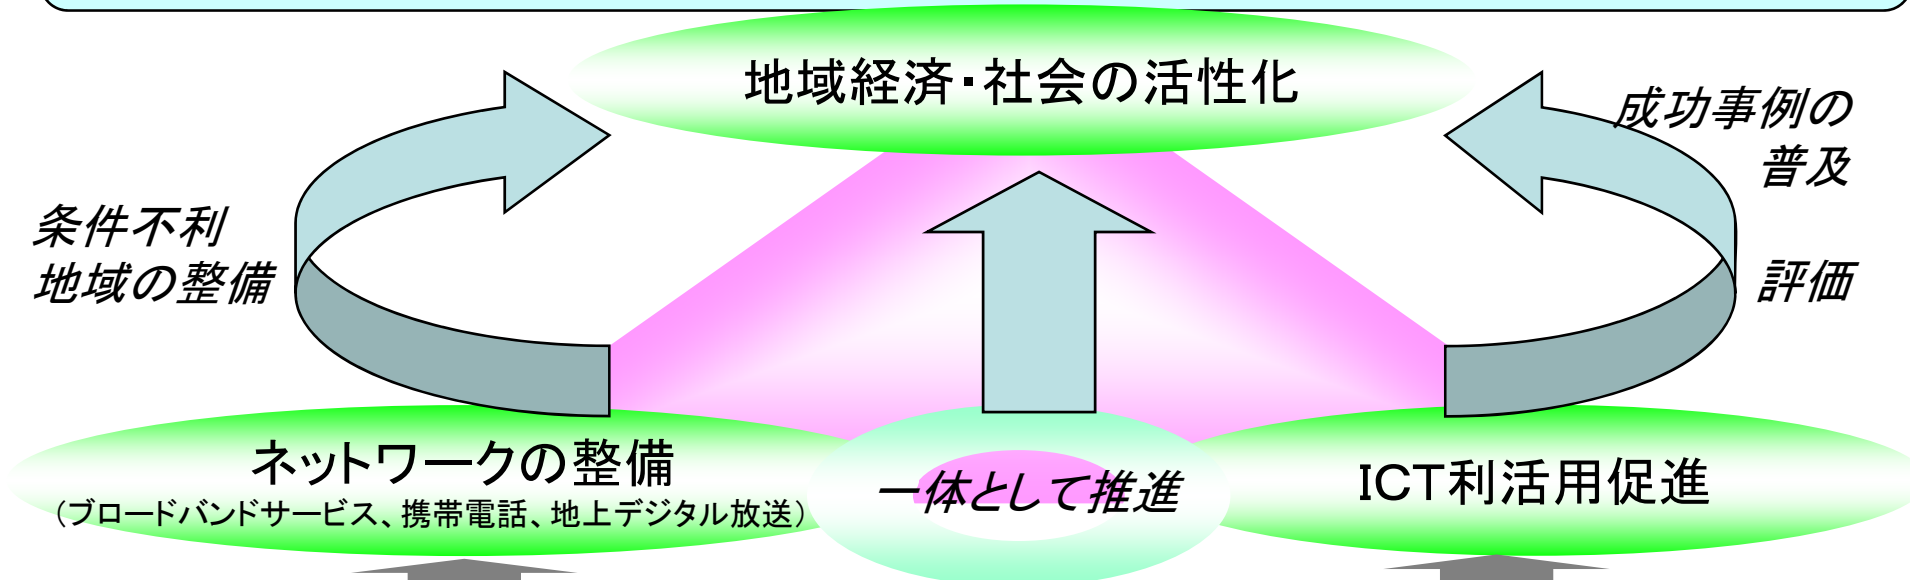 地域経済・社会の活性化
成功事例の
普及
条件不利
地域の整備
評価
ネットワークの整備
（ブロードバンドサービス、携帯電話、地上デジタル放送）
一体として推進
ICT利活用促進